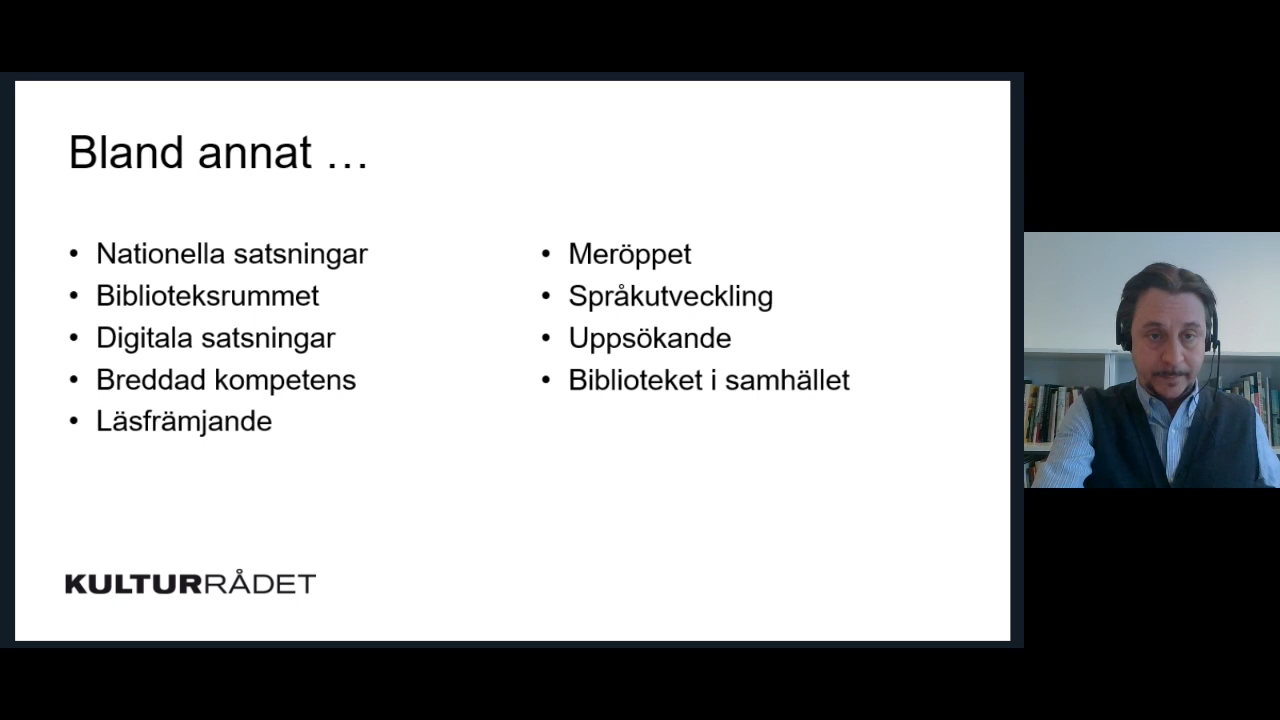 Bland annat …
• Nationella satsningar
• Biblioteksrummet
• Digitala satsningar
• Breddad kompetens
• Läsfrämjande
• Meröppet
• Språkutveckling
• Uppsökande
• Biblioteket i samhället
KULTURRÅDET